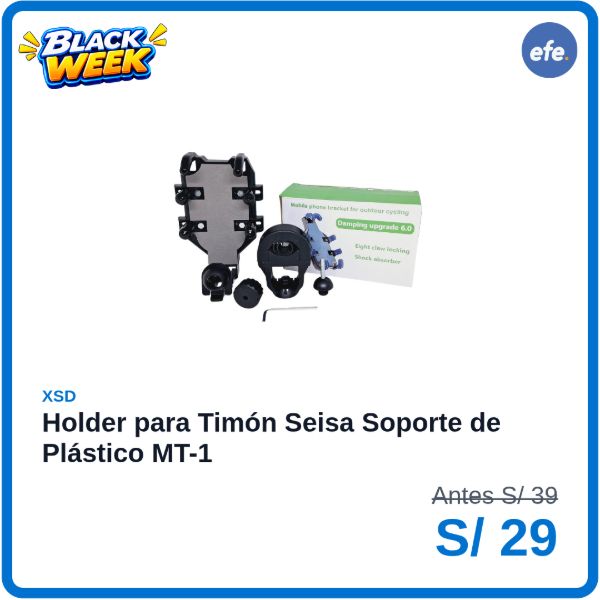 BLACK
WEEK
efe.
Mobile phone bracket for outdoor cycling
Damping upgrade 6.0
Eight claw locking
Shock absorber
XSD
Holder para Timón Seisa Soporte de
Plástico MT-1
Antes S/ 39
S/ 29